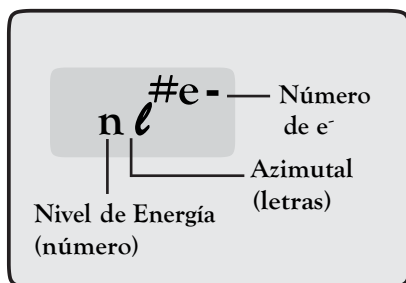 #e-
n ℓ
Número
de e-
Azimutal
(letras)
Nivel de Energía
(número)